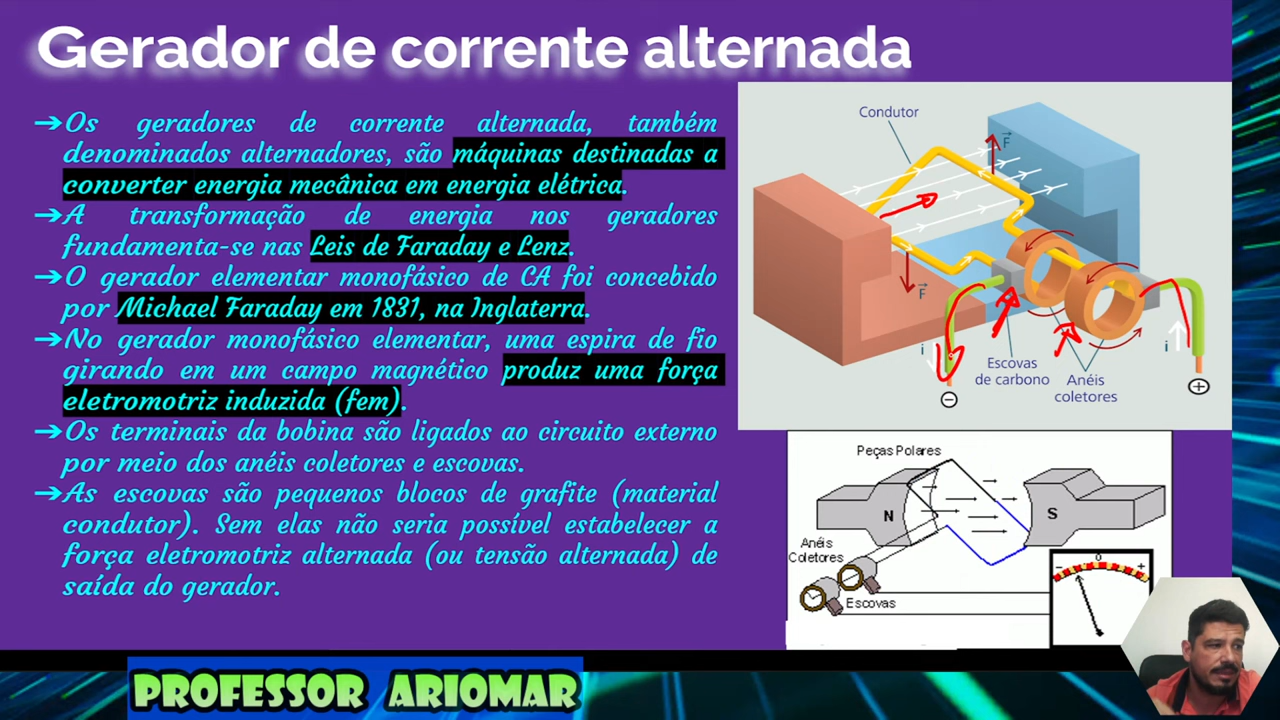 Gerador de corrente alternada
➔Os geradores de corrente alternada, também
denominados alternadores, são máquinas destinadas a
converter energia mecânica em energia elétrica.
➔A transformação de energia nos geradores
fundamenta-se nas Leis de Faraday e Lenz.
➔O gerador elementar monofásico de CA foi concebido
por Michael Faraday em 1831, na Inglaterra.
➔No gerador monofásico elementar, uma espira de fio
girando em um campo magnético produz uma força
eletromotriz induzida (fem).
➔Os terminais da bobina são ligados ao circuito externo
por meio dos anéis coletores e escovas.
➔As escovas são pequenos blocos de grafite (material
condutor). Sem elas não seria possível estabelecer a
força eletromotriz alternada (ou tensão alternada) de
saída do gerador.
Condutor
F
F
i
i
Escovas
de carbono
Anéis
coletores
−
+
Peças Polares
N
S
Anéis
Coletores
Escovas
− 0 +
PROFESSOR ARIOMAR